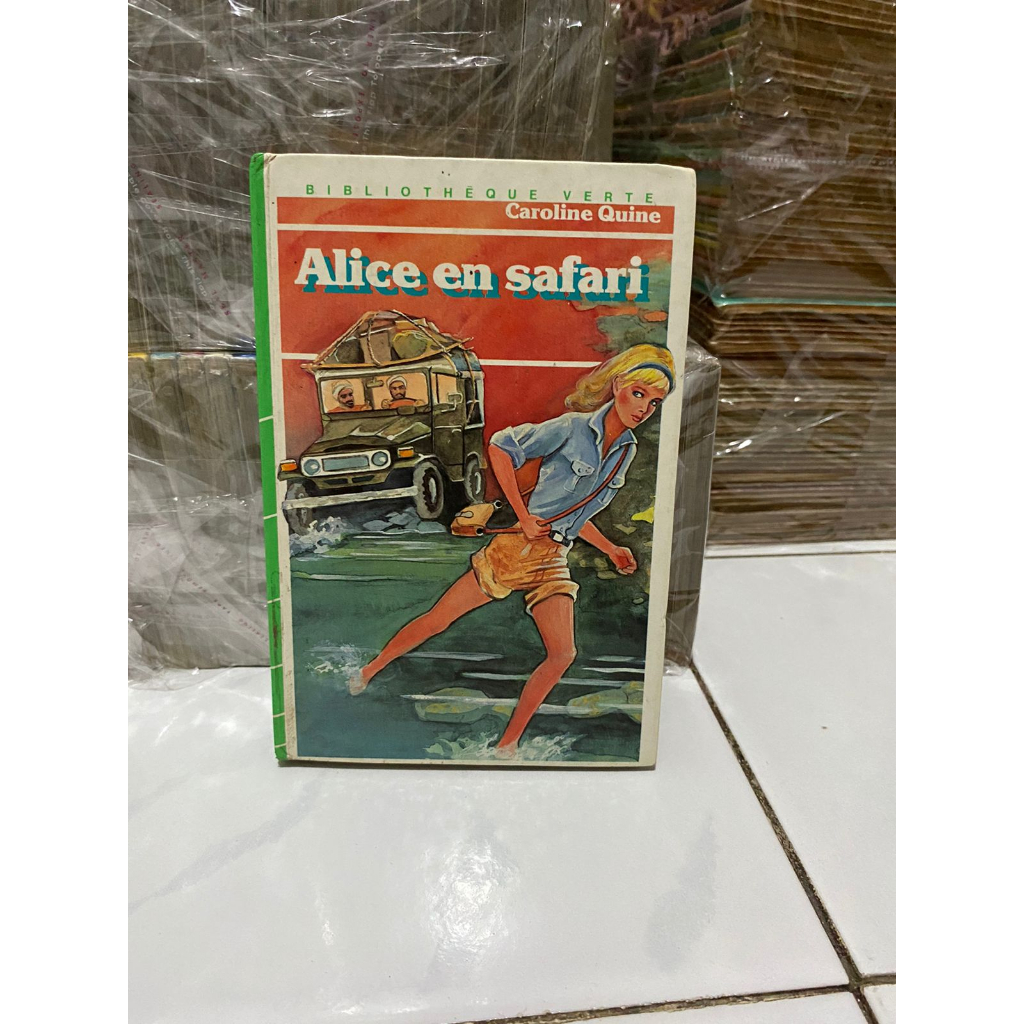 BIBLIOTHÈQUE VERTE
Caroline Quine
Alice en safari